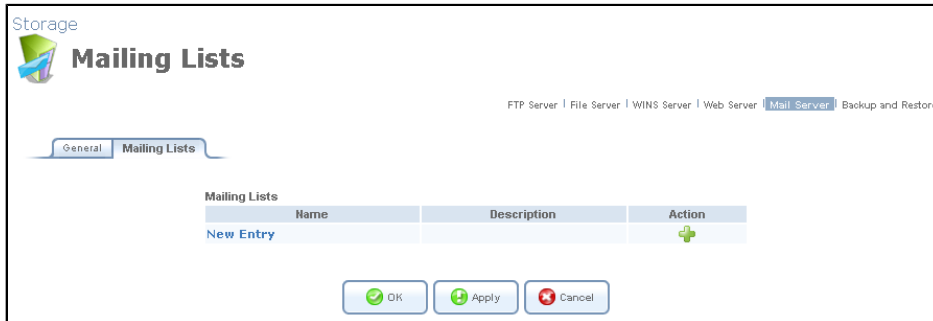 Storage
Mailing Lists
FTP Server | File Server | WINS Server | Web Server | Mail Server | Backup and Restor
General Mailing Lists
Mailing Lists
Name Description Action
New Entry
OK Apply Cancel